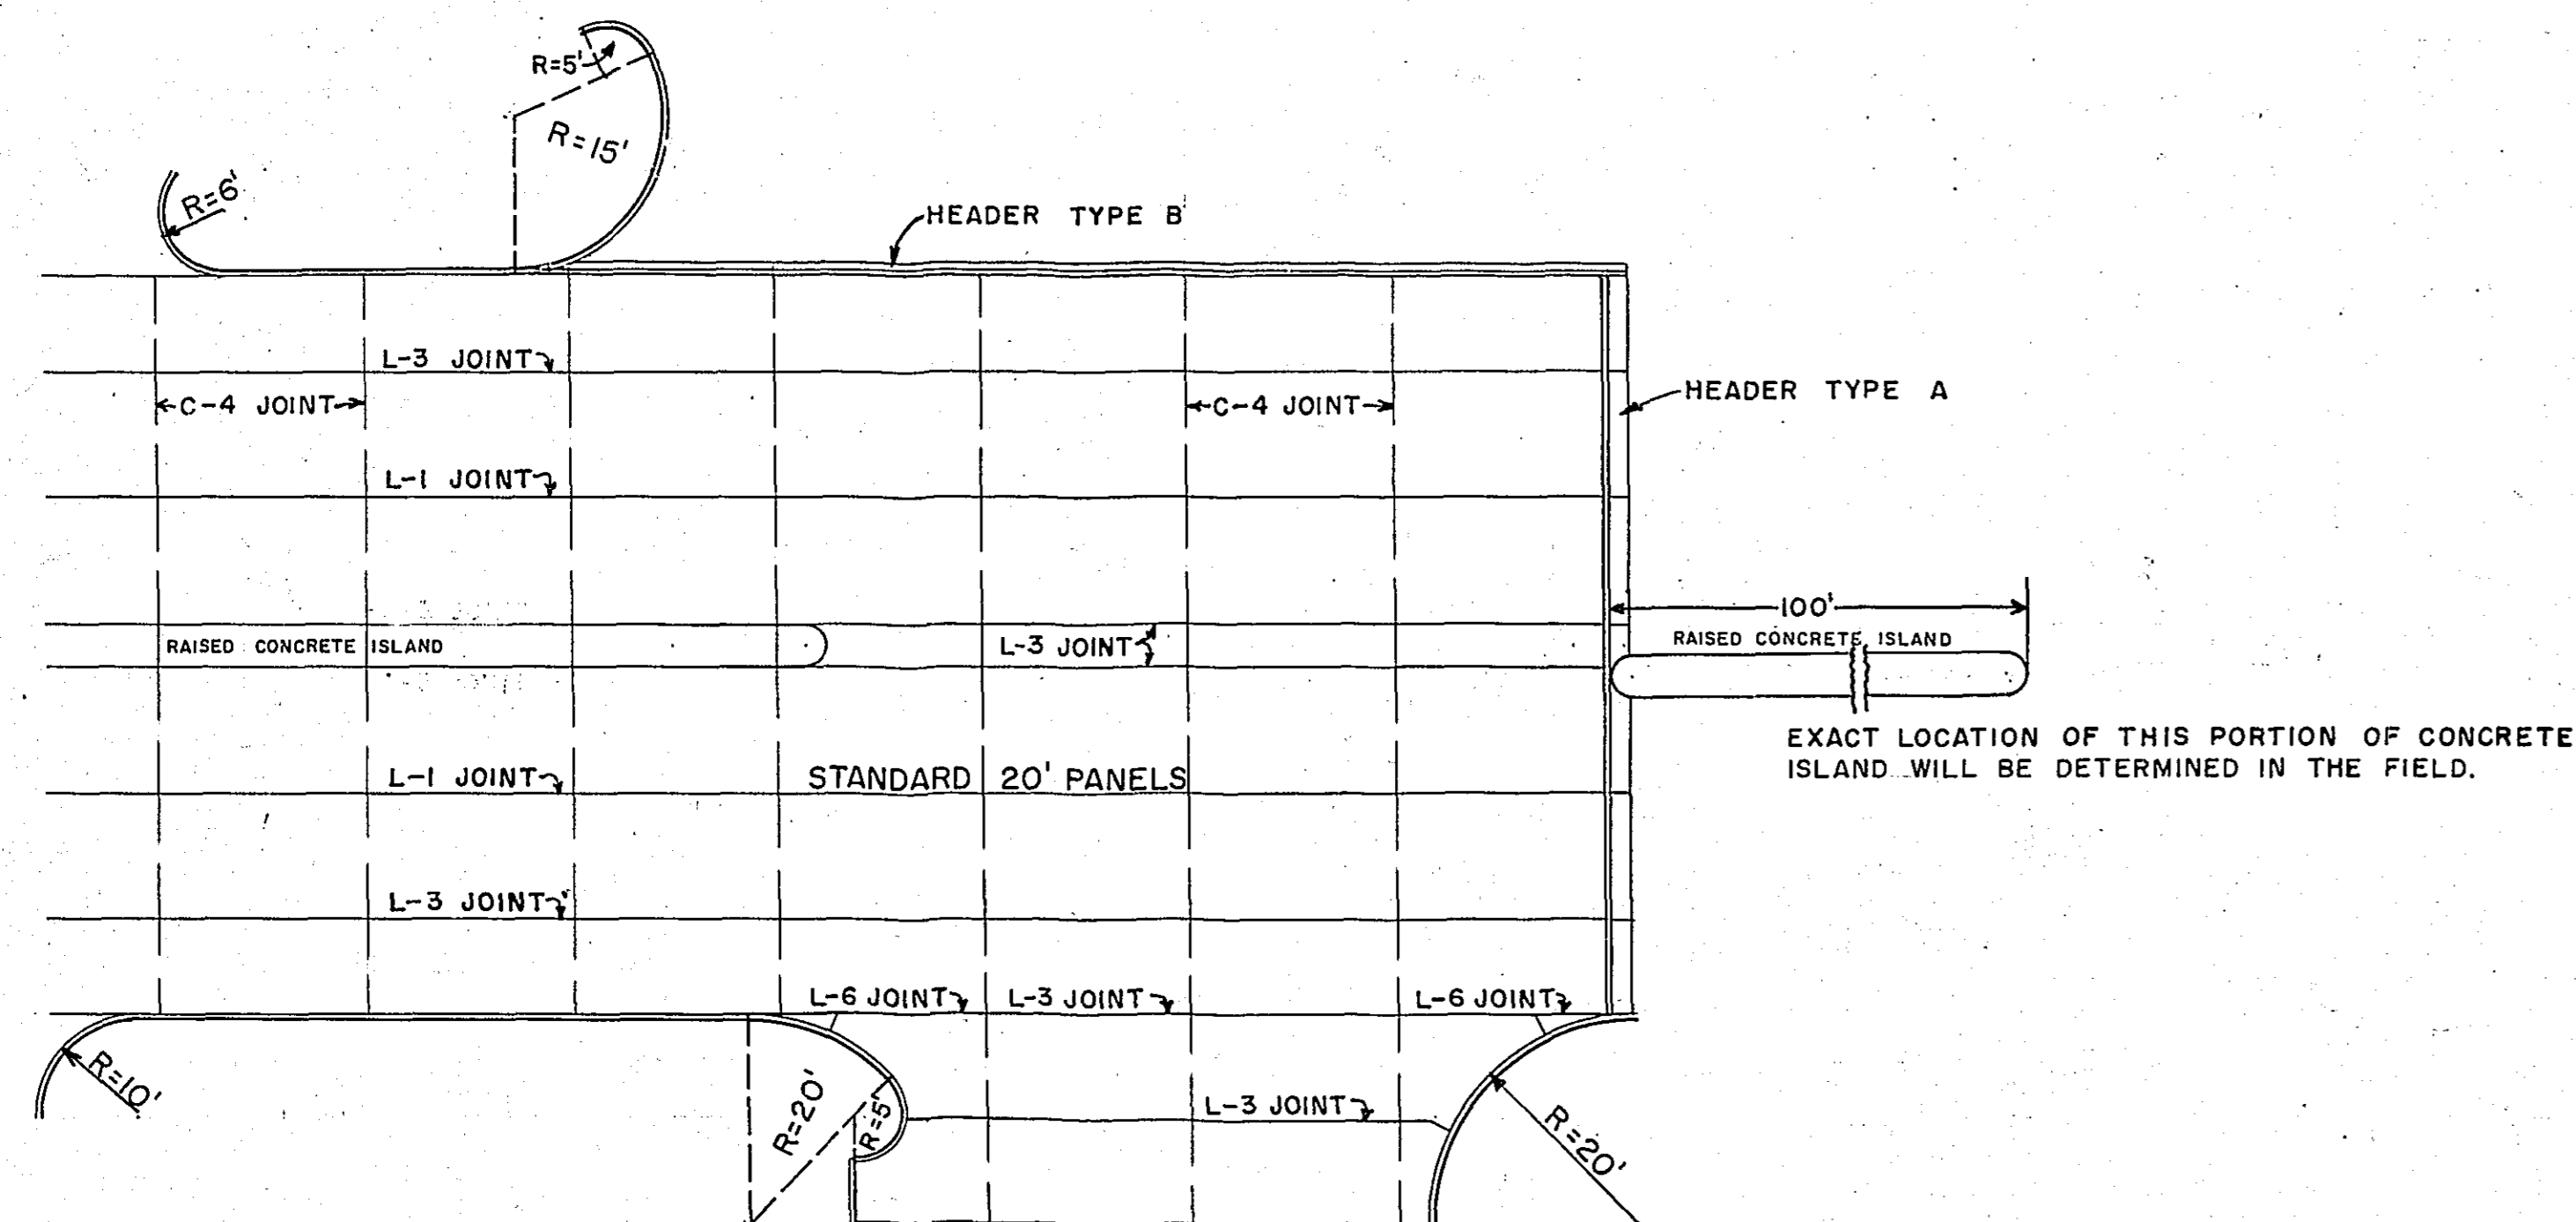 R=5'
R=15'
R=6'
HEADER TYPE B
L-3 JOINT
C-4 JOINT
C-4 JOINT
HEADER TYPE A
L-1 JOINT
100'
RAISED CONCRETE ISLAND
L-3 JOINT
RAISED CONCRETE ISLAND
EXACT LOCATION OF THIS PORTION OF CONCRETE
ISLAND WILL BE DETERMINED IN THE FIELD.
L-1 JOINT
STANDARD 20' PANELS
L-3 JOINT
L-6 JOINT
L-3 JOINT
L-6 JOINT
R=10'
R=20'
R=5'
L-3 JOINT
R=20'